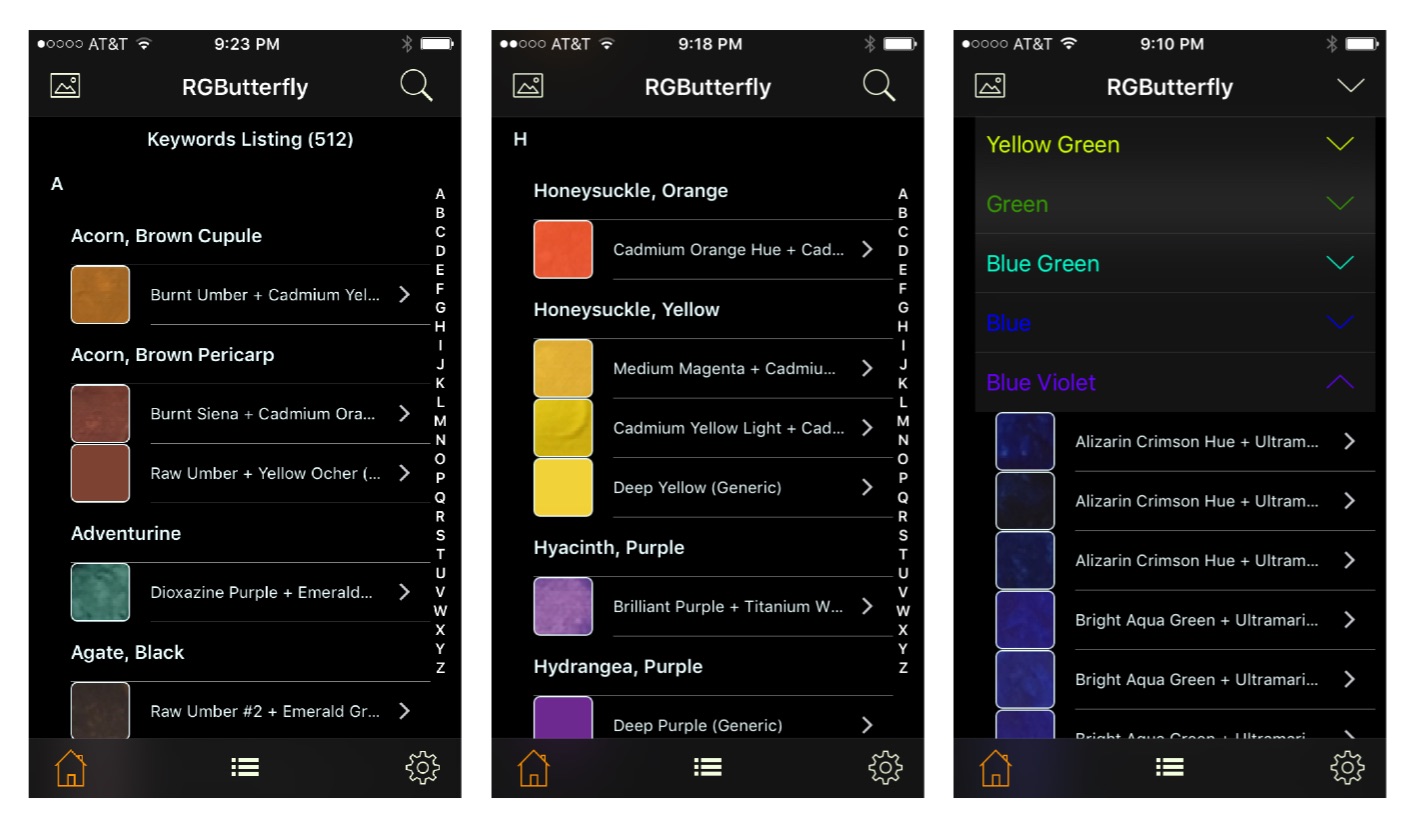 ●○○○○ AT&T 9:23 PM
RGButterfly
Keywords Listing (512)
A
Acorn, Brown Cupule
Burnt Umber + Cadmium Yel...
Acorn, Brown Pericarp
Burnt Siena + Cadmium Ora...
Raw Umber + Yellow Ocher (...
Adventurine
Dioxazine Purple + Emerald...
Agate, Black
Raw Umber #2 + Emerald Gr...
A
B
C
D
E
F
G
H
I
J
K
L
M
N
O
P
Q
R
S
T
U
V
W
X
Y
Z
●●○○○ AT&T 9:18 PM
RGButterfly
H
Honeysuckle, Orange
Cadmium Orange Hue + Cad...
Honeysuckle, Yellow
Medium Magenta + Cadmiu...
Cadmium Yellow Light + Cad...
Deep Yellow (Generic)
Hyacinth, Purple
Brilliant Purple + Titanium W...
Hydrangea, Purple
Deep Purple (Generic)
A
B
C
D
E
F
G
H
I
J
K
L
M
N
O
P
Q
R
S
T
U
V
W
X
Y
Z
●○○○○ AT&T 9:10 PM
RGButterfly
Yellow Green
Green
Blue Green
Blue
Blue Violet
Alizarin Crimson Hue + Ultram...
Alizarin Crimson Hue + Ultram...
Alizarin Crimson Hue + Ultram...
Bright Aqua Green + Ultramari...
Bright Aqua Green + Ultramari...
Bright Aqua Green + Ultramari...